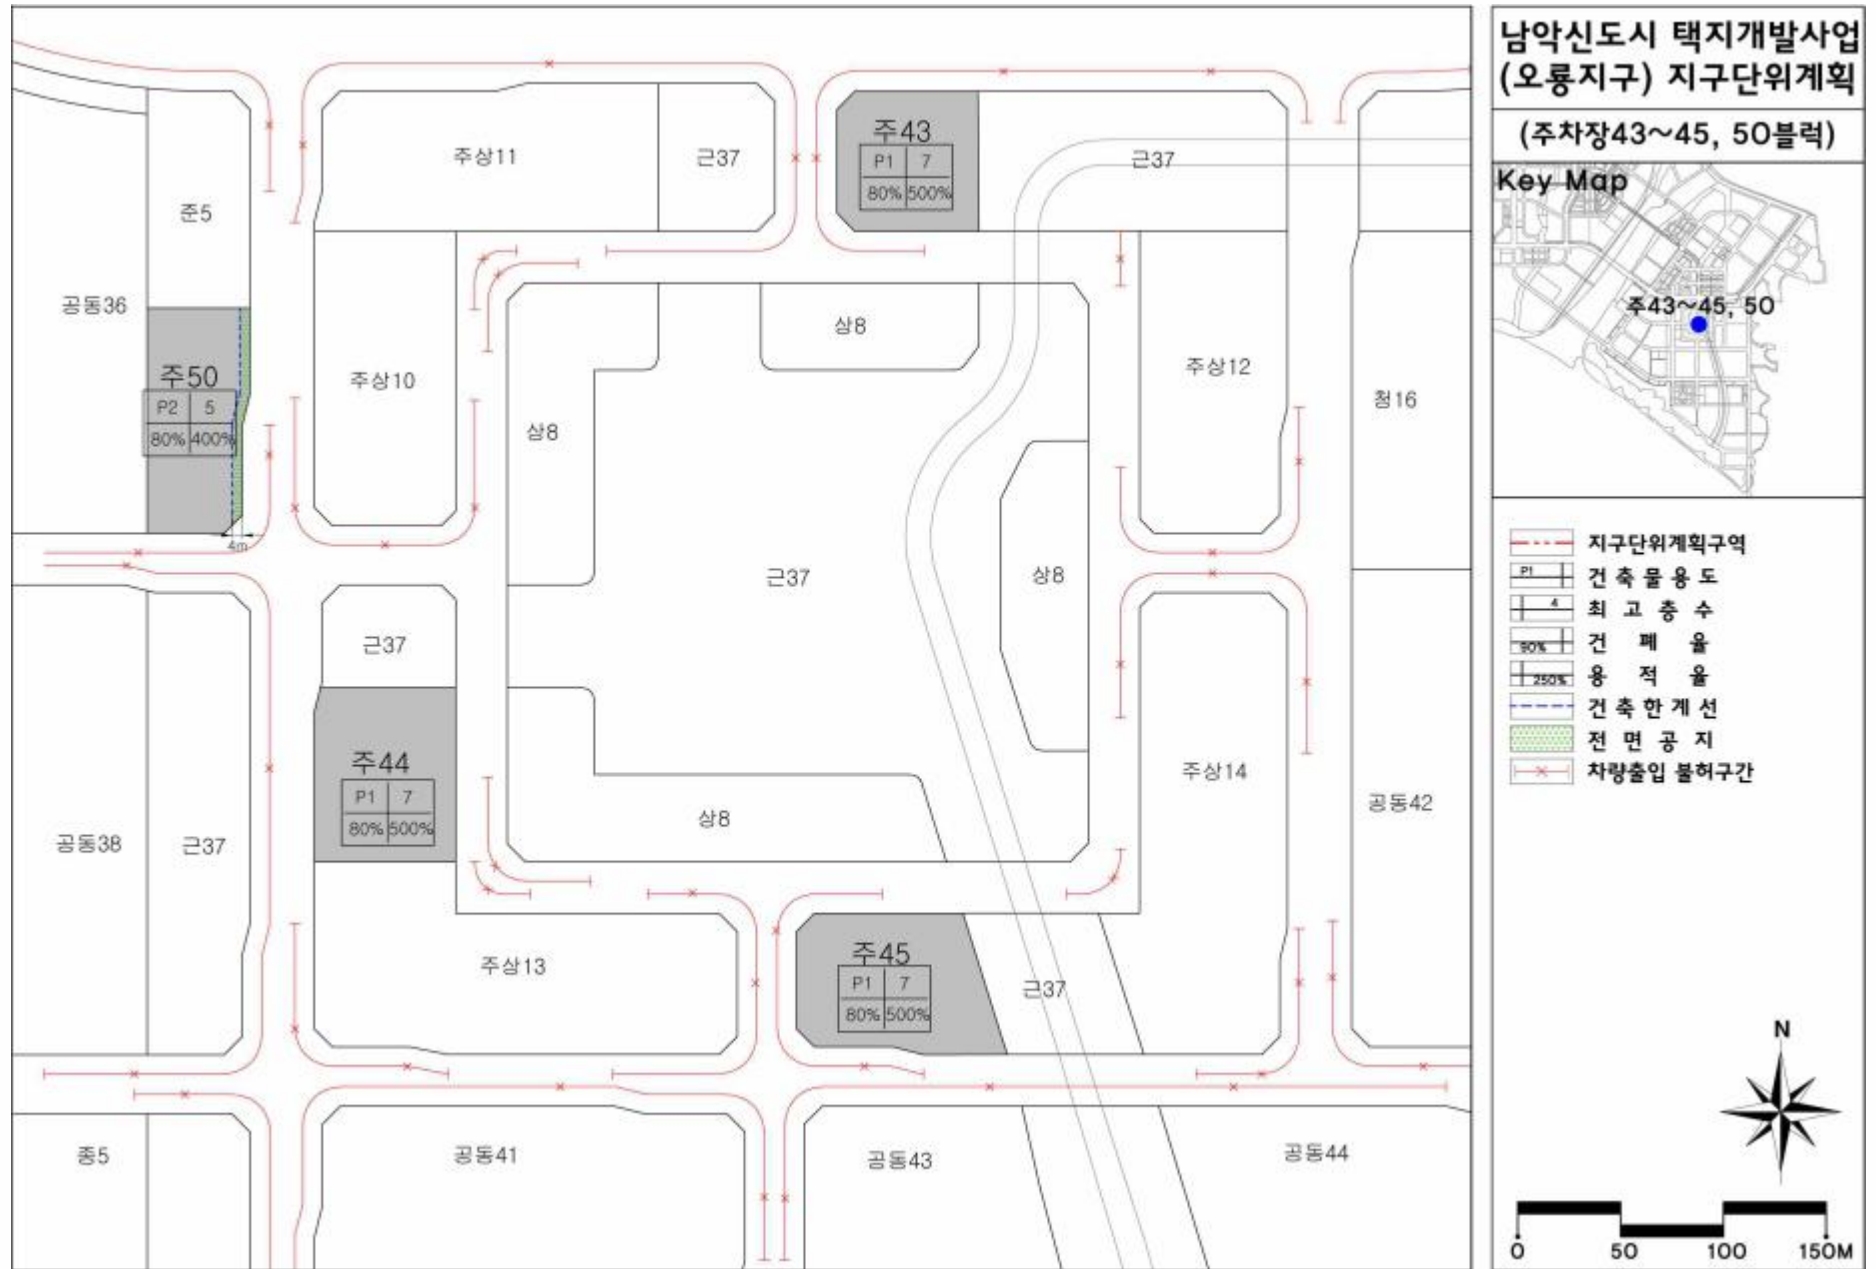 남악신도시 택지개발사업
(오룡지구) 지구단위계획
(주차장43~45, 50블럭)
Key Map
주43~45, 50
지구단위계획구역
P1 건축물용도
4 최고층수
90% 건폐율
250% 용적율
건축한계선
전면공지
차량출입 불허구간
N
0 50 100 150M
주상11
근37
주43
P1 7
80% 500%
근37
준5
공동36
주50
P2 5
80% 400%
4m
주상10
상8
상8
주상12
청16
근37
상8
근37
주44
P1 7
80% 500%
공동38
근37
상8
주상14
공동42
주상13
주45
P1 7
80% 500%
근37
종5
공동41
공동43
공동44